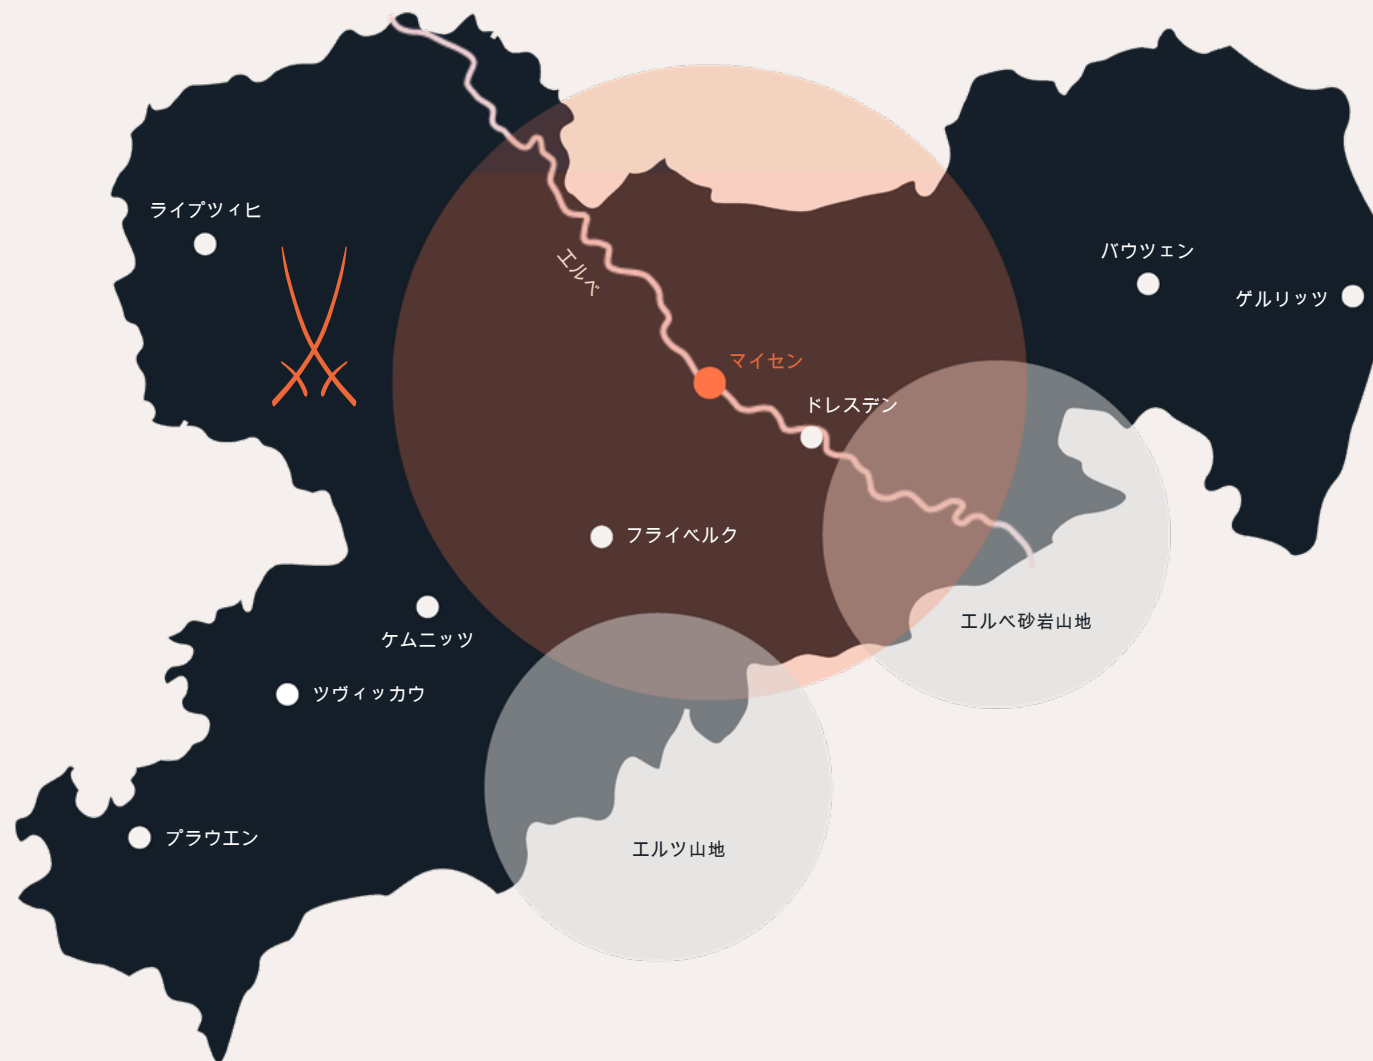 ライプツィヒ
バウツェン
エルベ
ゲルリッツ
マイセン
ドレスデン
フライベルク
エルベ砂岩山地
ケムニッツ
ツヴィッカウ
プラウエン
エルツ山地